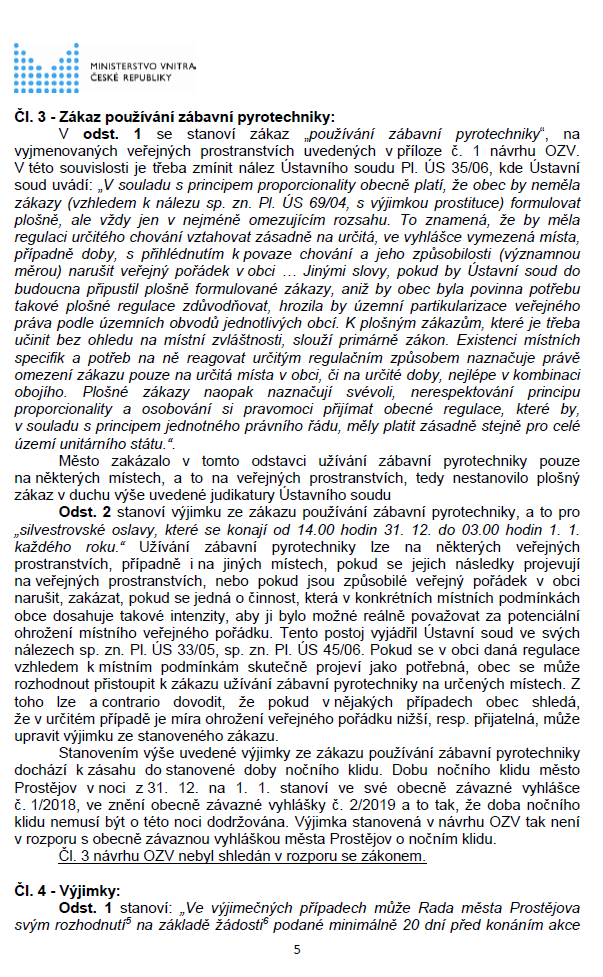 MINISTERSTVO VNITRA
ČESKÉ REPUBLIKY
Čl. 3 - Zákaz používání zábavní pyrotechniky:
V odst. 1 se stanoví zákaz „používání zábavní pyrotechniky“, na
vyjmenovaných veřejných prostranstvích uvedených v příloze č. 1 návrhu OZV.
V této souvislosti je třeba zmínit nález Ústavního soudu Pl. ÚS 35/06, kde Ústavní
soud uvádí: „V souladu s principem proporcionality obecně platí, že obec by neměla
zákazy (vzhledem k nálezu sp. zn. Pl. ÚS 69/04, s výjimkou prostituce) formulovat
plošně, ale vždy jen v nejméně omezujícím rozsahu. To znamená, že by měla
regulaci určitého chování vztahovat zásadně na určitá, ve vyhlášce vymezená místa,
případně doby, s přihlédnutím k povaze chování a jeho způsobilosti (významnou
měrou) narušit veřejný pořádek v obci … Jinými slovy, pokud by Ústavní soud do
budoucna připustil plošně formulované zákazy, aniž by obec byla povinna potřebu
takové plošné regulace zdůvodňovat, hrozila by územní partikularizace veřejného
práva podle územních obvodů jednotlivých obcí. K plošným zákazům, které je třeba
učinit bez ohledu na místní zvláštnosti, slouží primárně zákon. Existenci místních
specifik a potřeb na ně reagovat určitým regulačním způsobem naznačuje právě
omezení zákazu pouze na určitá místa v obci, či na určité doby, nejlépe v kombinaci
obojího. Plošné zákazy naopak naznačují svévoli, nerespektování principu
proporcionality a osobování si pravomoci přijímat obecné regulace, které by,
v souladu s principem jednotného právního řádu, měly platit zásadně stejně pro celé
území unitárního státu.“.
Město zakázalo v tomto odstavci užívání zábavní pyrotechniky pouze
na některých místech, a to na veřejných prostranstvích, tedy nestanovilo plošný
zákaz v duchu výše uvedené judikatury Ústavního soudu
Odst. 2 stanoví výjimku ze zákazu používání zábavní pyrotechniky, a to pro
„silvestrovské oslavy, které se konají od 14.00 hodin 31. 12. do 03.00 hodin 1. 1.
každého roku.“ Užívání zábavní pyrotechniky lze na některých veřejných
prostranstvích, případně i na jiných místech, pokud se jejich následky projevují
na veřejných prostranstvích, nebo pokud jsou způsobilé veřejný pořádek v obci
narušit, zakázat, pokud se jedná o činnost, která v konkrétních místních podmínkách
obce dosahuje takové intenzity, aby ji bylo možné reálně považovat za potenciální
ohrožení místního veřejného pořádku. Tento postoj vyjádřil Ústavní soud ve svých
nálezech sp. zn. Pl. ÚS 33/05, sp. zn. Pl. ÚS 45/06. Pokud se v obci daná regulace
vzhledem k místním podmínkám skutečně projeví jako potřebná, obec se může
rozhodnout přistoupit k zákazu užívání zábavní pyrotechniky na určených místech. Z
toho lze a contrario dovodit, že pokud v nějakých případech obec shledá,
že v určitém případě je míra ohrožení veřejného pořádku nižší, resp. přijatelná, může
upravit výjimku ze stanoveného zákazu.
Stanovením výše uvedené výjimky ze zákazu používání zábavní pyrotechniky
dochází k zásahu do stanovené doby nočního klidu. Dobu nočního klidu město
Prostějov v noci z 31. 12. na 1. 1. stanoví ve své obecně závazné vyhlášce
č. 1/2018, ve znění obecně závazné vyhlášky č. 2/2019 a to tak, že doba nočního
klidu nemusí být o této noci dodržována. Výjimka stanovená v návrhu OZV tak není
v rozporu s obecně závaznou vyhláškou města Prostějov o nočním klidu.
Čl. 3 návrhu OZV nebyl shledán v rozporu se zákonem.
Čl. 4 - Výjimky:
Odst. 1 stanoví: „Ve výjimečných případech může Rada města Prostějova
svým rozhodnutí⁵ na základě žádosti⁶ podané minimálně 20 dní před konáním akce
5